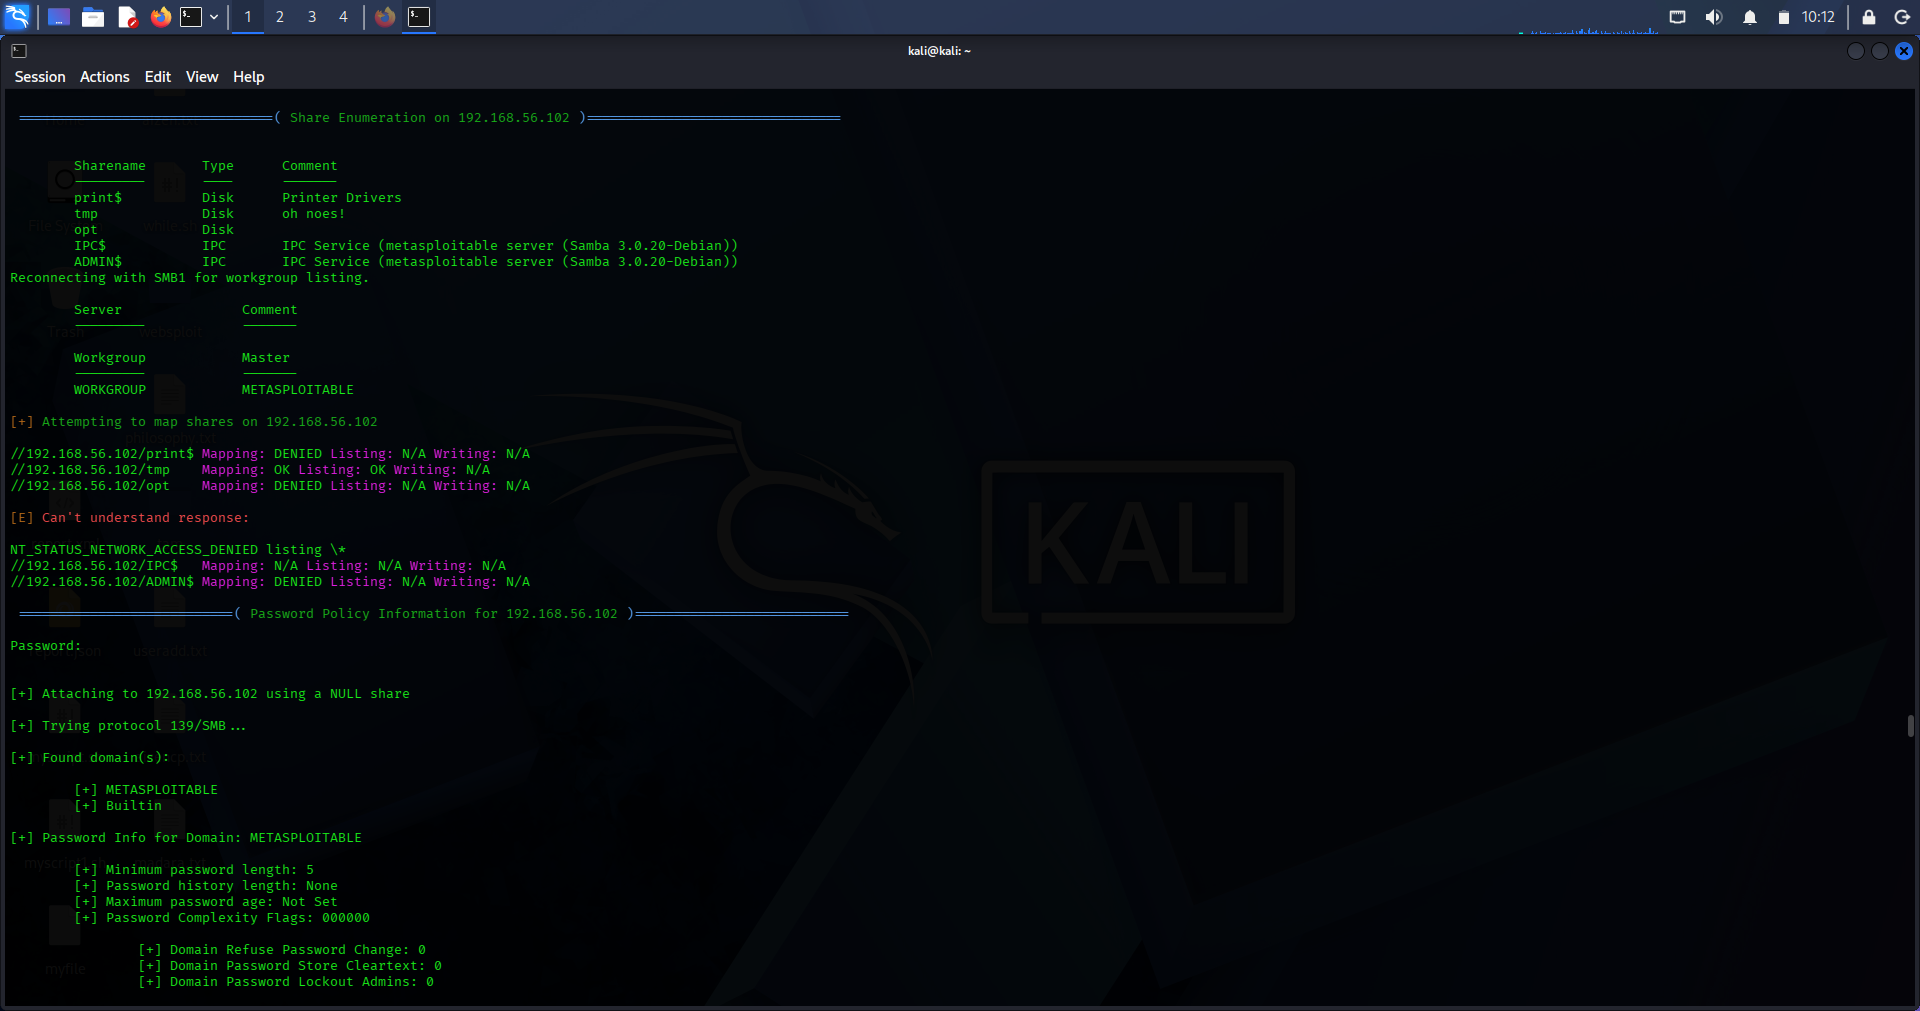 1 2 3 4 10:12
kali@kali: ~
Session Actions Edit View Help
( Share Enumeration on 192.168.56.102 )
Sharename Type Comment
print$ Disk Printer Drivers
tmp Disk oh noes!
opt Disk
IPC$ IPC IPC Service (metasploitable server (Samba 3.0.20-Debian))
ADMIN$ IPC IPC Service (metasploitable server (Samba 3.0.20-Debian))
Reconnecting with SMB1 for workgroup listing.
Server Comment
Workgroup Master
WORKGROUP METASPLOITABLE
[+] Attempting to map shares on 192.168.56.102
//192.168.56.102/print$ Mapping: DENIED Listing: N/A Writing: N/A
//192.168.56.102/tmp Mapping: OK Listing: OK Writing: N/A
//192.168.56.102/opt Mapping: DENIED Listing: N/A Writing: N/A
[E] Can't understand response:
NT_STATUS_NETWORK_ACCESS_DENIED listing \*
//192.168.56.102/IPC$ Mapping: N/A Listing: N/A Writing: N/A
//192.168.56.102/ADMIN$ Mapping: DENIED Listing: N/A Writing: N/A
( Password Policy Information for 192.168.56.102 )
Password:
useradd.txt
[+] Attaching to 192.168.56.102 using a NULL share
[+] Trying protocol 139/SMB...
[+] Found domain(s):
[+] METASPLOITABLE
[+] Builtin
[+] Password Info for Domain: METASPLOITABLE
[+] Minimum password length: 5
[+] Password history length: None
[+] Maximum password age: Not Set
[+] Password Complexity Flags: 000000
[+] Domain Refuse Password Change: 0
[+] Domain Password Store Cleartext: 0
[+] Domain Password Lockout Admins: 0
myfile
KALI